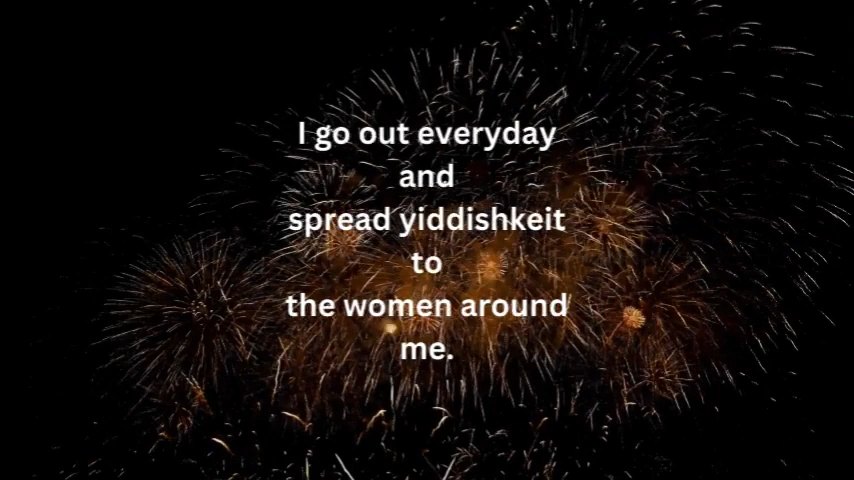 I go out everyday
and
spread yiddishkeit
to
the women around
me.